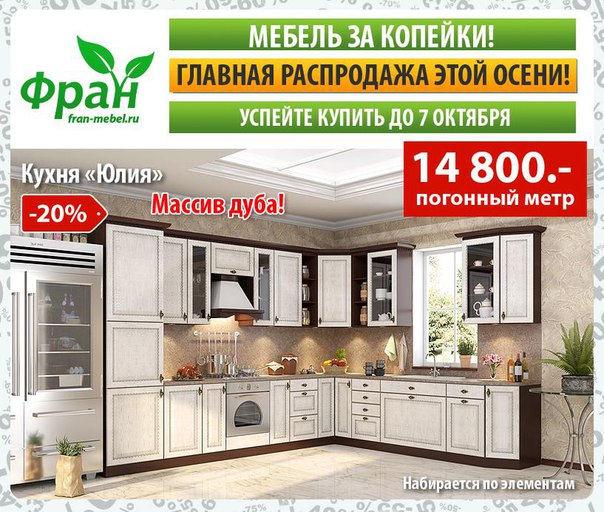 Фран
fran-mebel.ru
МЕБЕЛЬ ЗА КОПЕЙКИ!
ГЛАВНАЯ РАСПРОДАЖА ЭТОЙ ОСЕНИ!
УСПЕЙТЕ КУПИТЬ ДО 7 ОКТЯБРЯ
Кухня «Юлия»
-20%
Массив дуба!
14 800.-
погонный метр
Набирается по элементам